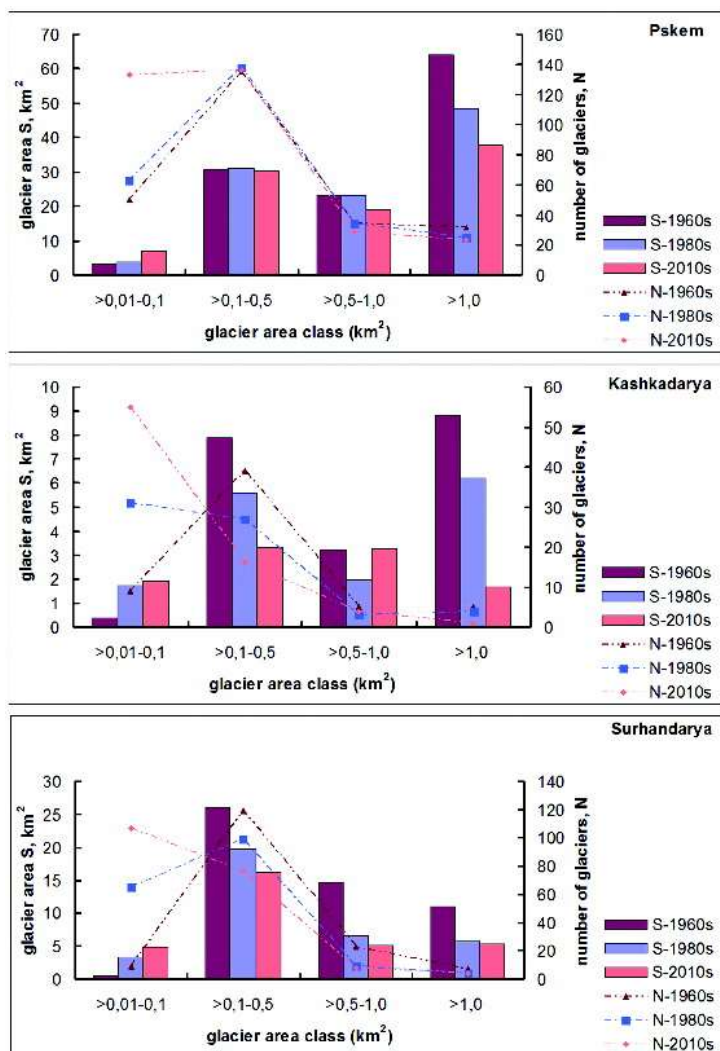 Pskem
glacier area S, km²
70
60
50
40
30
20
10
0
160
140
120
100
80
60
40
20
0
number of glaciers, N
>0,01-0,1 >0,1-0,5 >0,5-1,0 >1,0
glacier area class (km²)
S-1960s
S-1980s
S-2010s
N-1960s
N-1980s
N-2010s
Kashkadarya
glacier area S, km²
10
9
8
7
6
5
4
3
2
1
0
60
50
40
30
20
10
0
number of glaciers, N
>0,01-0,1 >0,1-0,5 >0,5-1,0 >1,0
glacier area class (km²)
S-1960s
S-1980s
S-2010s
N-1960s
N-1980s
N-2010s
Surhandarya
glacier area S, km²
30
25
20
15
10
5
0
140
120
100
80
60
40
20
0
number of glaciers, N
>0,01-0,1 >0,1-0,5 >0,5-1,0 >1,0
glacier area class (km²)
S-1960s
S-1980s
S-2010s
N-1960s
N-1980s
N-2010s